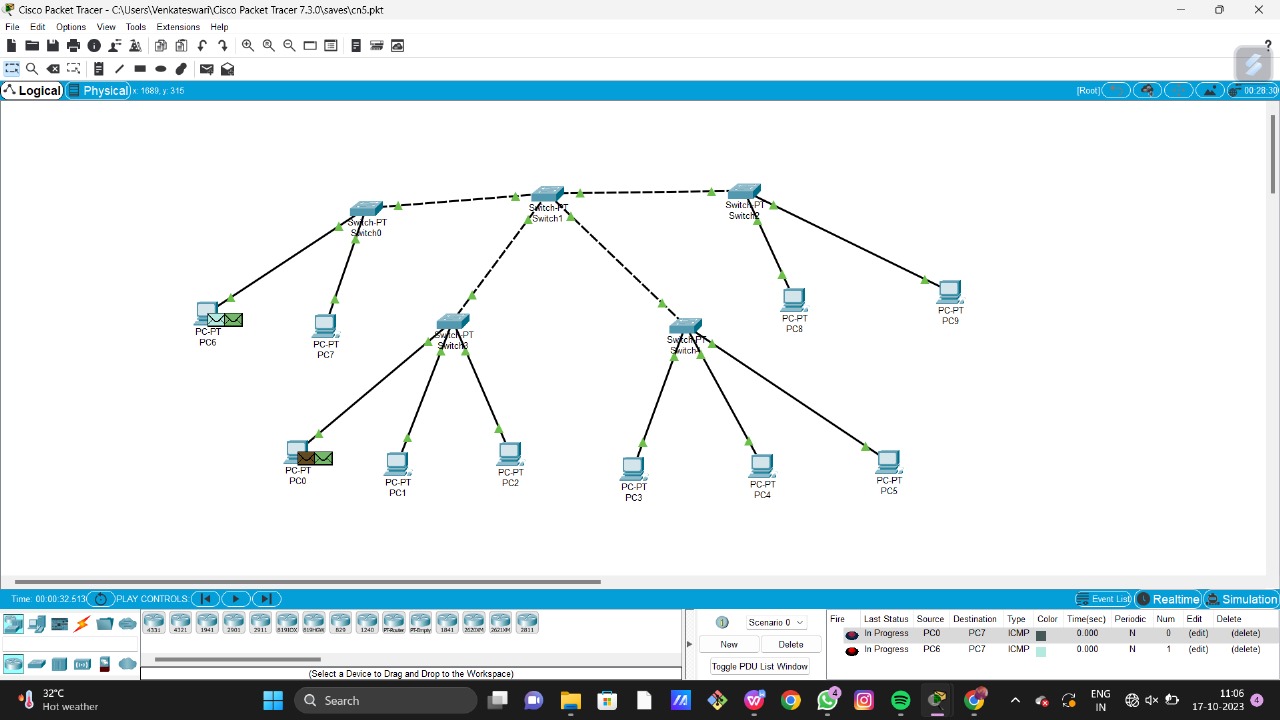 Cisco Packet Tracer - C:\Users\Venkateswari\Cisco Packet Tracer 7.3.0\saves\cn5.pkt
File Edit Options View Tools Extensions Help
?
Logical Physical x: 1689, y: 315 [Root] 00:28:30
Switch-PT
Switch0
Switch-PT
Switch1
Switch-PT
Switch2
PC-PT
PC6
PC-PT
PC7
Switch-PT
Switch3
Switch-PT
PC-PT
PC8
PC-PT
PC9
PC-PT
PC0
PC-PT
PC1
PC-PT
PC2
PC-PT
PC3
PC-PT
PC4
PC-PT
PC5
Time: 00:00:32.513 PLAY CONTROLS: Event List Realtime Simulation
4331 4321 1941 2901 2911 819IOX 819HGW 829 1240 PT-Router PT-Empty 1841 2620XM 2621XM 2811
(Select a Device to Drag and Drop to the Workspace)
Scenario 0
New Delete
Toggle PDU List Window
Fire Last Status Source Destination Type Color Time(sec) Periodic Num Edit Delete
In Progress PC0 PC7 ICMP 0.000 N 0 (edit) (delete)
In Progress PC6 PC7 ICMP 0.000 N 1 (edit) (delete)
32°C
Hot weather
Search
4
ENG
IN
11:06
17-10-2023
4